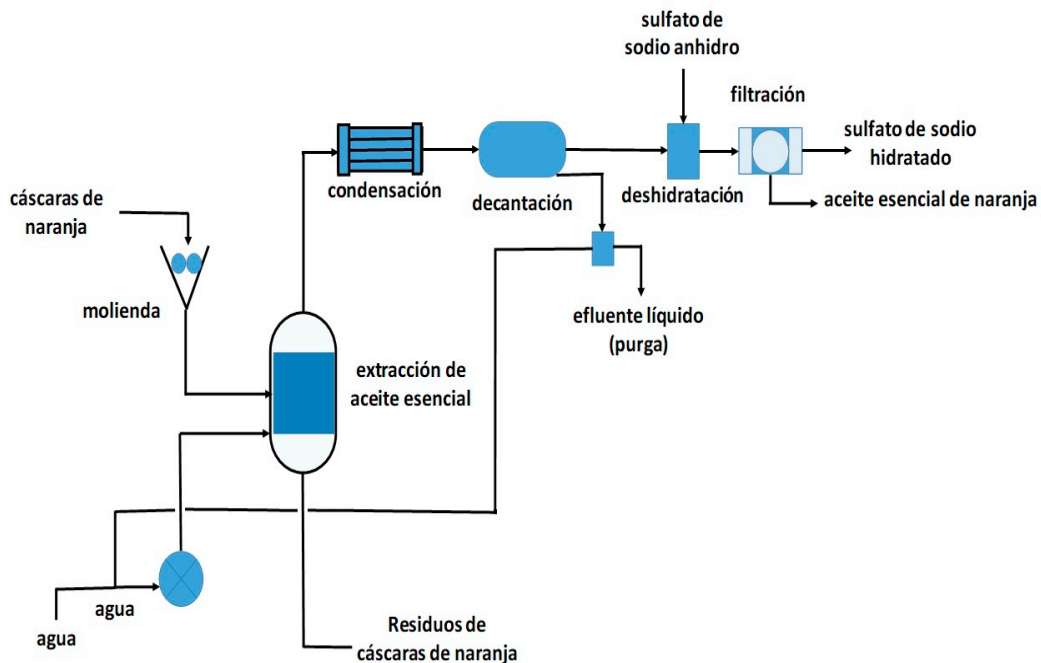 sulfato de
sodio anhidro
filtración
sulfato de sodio
hidratado
condensación
decantación
deshidratación
aceite esencial de naranja
cáscaras de
naranja
molienda
efluente líquido
(purga)
extracción de
aceite esencial
agua
agua
Residuos de
cáscaras de naranja